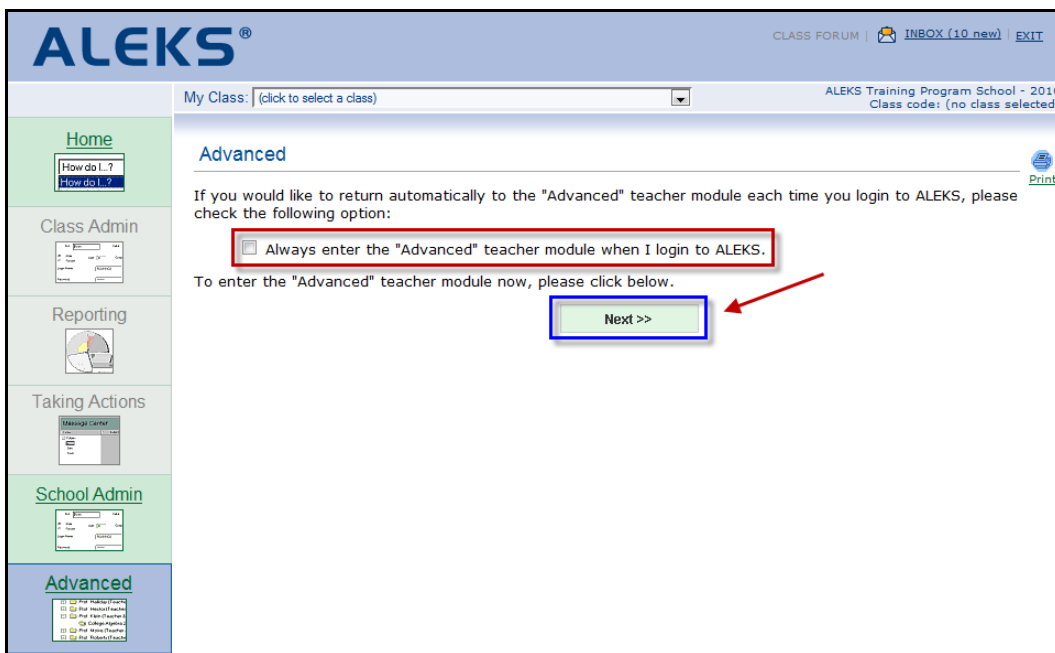 ALEKS®
CLASS FORUM | INBOX (10 new) | EXIT
My Class: (click to select a class)
ALEKS Training Program School - 201
Class code: (no class selected
Home
How do I...?
How do I...?
Class Admin
Reporting
Taking Actions
Message Center
School Admin
Advanced
College Algebra
Advanced
Print
If you would like to return automatically to the "Advanced" teacher module each time you login to ALEKS, please
check the following option:
Always enter the "Advanced" teacher module when I login to ALEKS.
To enter the "Advanced" teacher module now, please click below.
Next >>